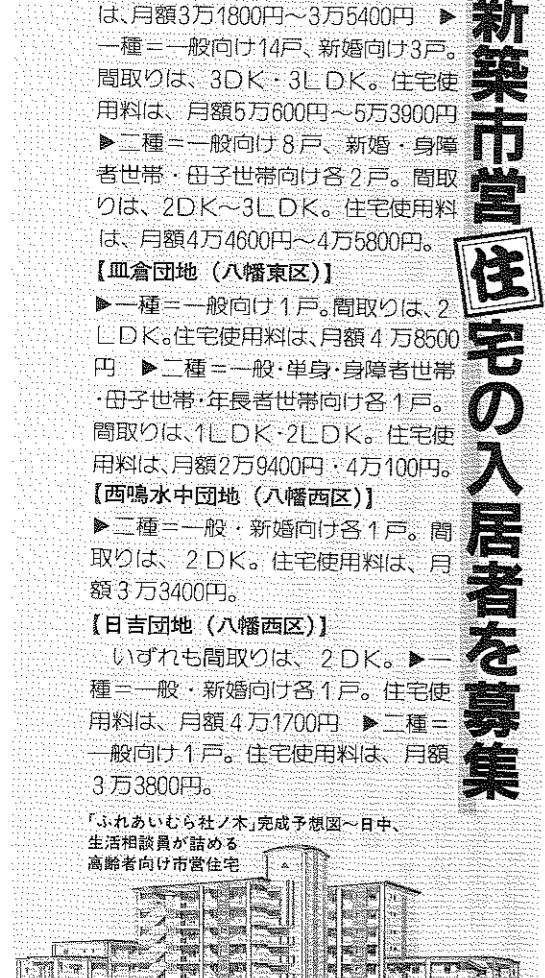 新築市営住宅の入居者を募集
は、月額3万1800円〜3万5400円　▶
一種＝一般向け14戸、新婚向け3戸。
間取りは、3DK・3LDK。住宅使
用料は、月額5万600円〜5万3900円
▶二種＝一般向け8戸、新婚・身障
者世帯・母子世帯向け各2戸。間取
りは、2DK〜3LDK。住宅使用料
は、月額4万4600円〜4万5800円。
【皿倉団地（八幡東区）】
▶一種＝一般向け1戸。間取りは、2
LDK。住宅使用料は、月額4万8500
円　▶二種＝一般・単身・身障者世帯
・母子世帯・年長者世帯向け各1戸。
間取りは、1LDK・2LDK。住宅使
用料は、月額2万9400円・4万100円。
【西鳴水中団地（八幡西区）】
▶二種＝一般・新婚向け各1戸。間
取りは、2DK。住宅使用料は、月
額3万3400円。
【日吉団地（八幡西区）】
　いずれも間取りは、2DK。▶一
種＝一般・新婚向け各1戸。住宅使
用料は、月額4万1700円　▶二種＝
一般向け1戸。住宅使用料は、月額
3万3800円。
「ふれあいむら社ノ木」完成予想図〜日中、
生活相談員が詰める
高齢者向け市営住宅